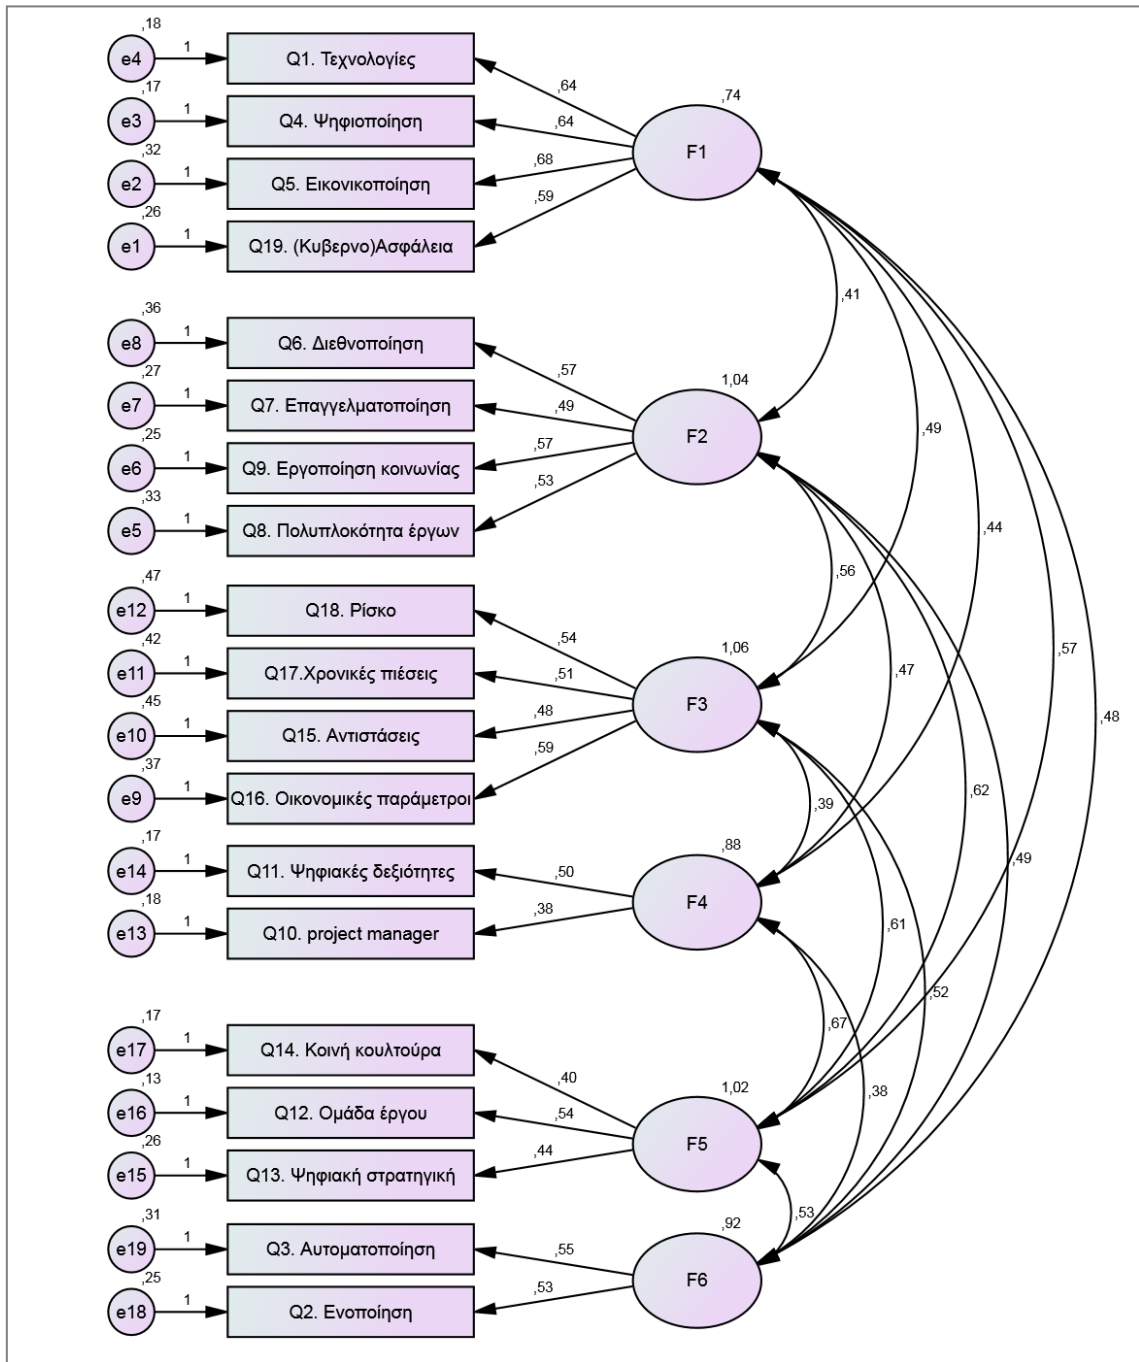 ,18
e4 1 Q1. Τεχνολογίες
,17
e3 1 Q4. Ψηφιοποίηση
,32
e2 1 Q5. Εικονικοποίηση
,26
e1 1 Q19. (Κυβερνο)Ασφάλεια
,64
,64
,68
,59
,74
F1
,36
e8 1 Q6. Διεθνοποίηση
,27
e7 1 Q7. Επαγγελματοποίηση
,25
e6 1 Q9. Εργοποίηση κοινωνίας
,33
e5 1 Q8. Πολυπλοκότητα έργων
,57
,49
,57
,53
1,04
F2
,47
e12 1 Q18. Ρίσκο
,42
e11 1 Q17.Χρονικές πιέσεις
,45
e10 1 Q15. Αντιστάσεις
,37
e9 1 Q16. Οικονομικές παράμετροι
,54
,51
,48
,59
1,06
F3
,17
e14 1 Q11. Ψηφιακές δεξιότητες
,18
e13 1 Q10. project manager
,50
,38
,88
F4
,17
e17 1 Q14. Κοινή κουλτούρα
,13
e16 1 Q12. Ομάδα έργου
,26
e15 1 Q13. Ψηφιακή στρατηγική
,40
,54
,44
1,02
F5
,31
e19 1 Q3. Αυτοματοποίηση
,25
e18 1 Q2. Ενοποίηση
,55
,53
,92
F6
,41
,49
,44
,57
,48
,56
,47
,62
,49
,39
,61
,52
,67
,38
,53